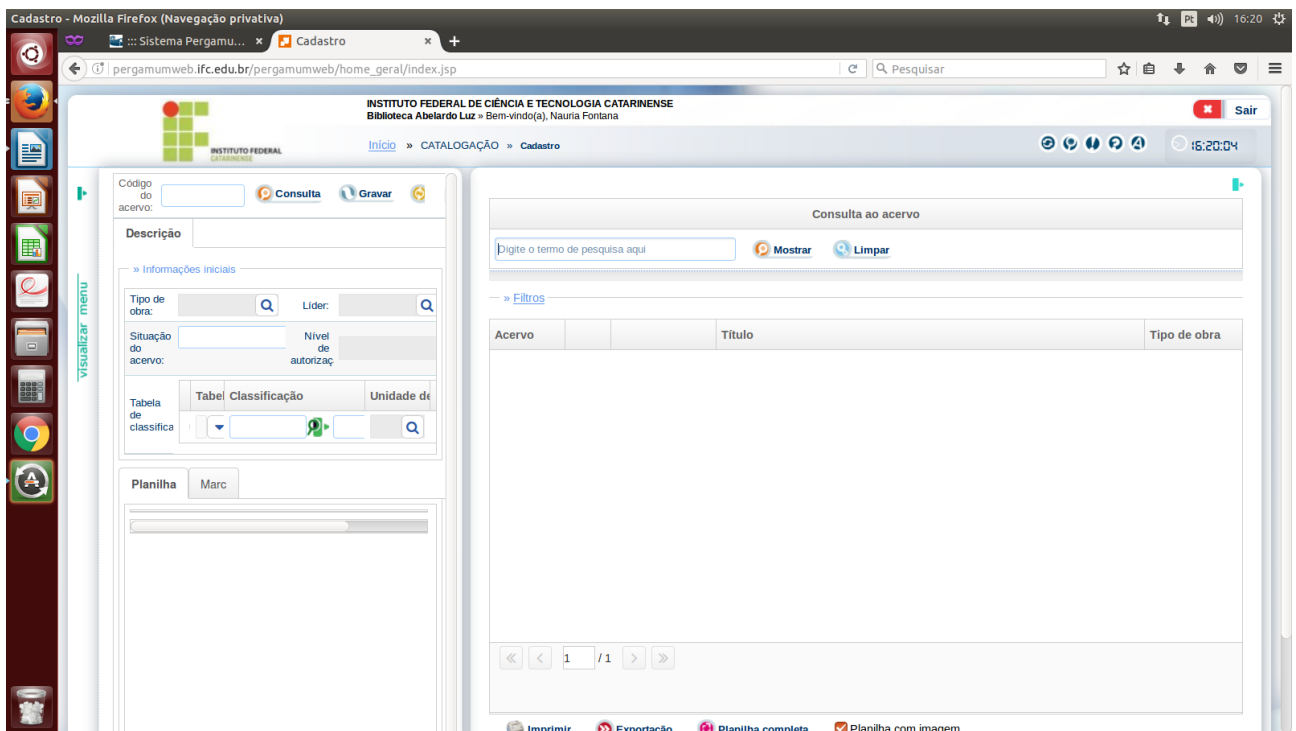 Cadastro - Mozilla Firefox (Navegação privativa)
Pt 16:20
::: Sistema Pergamu... × Cadastro × +
pergamumweb.ifc.edu.br/pergamumweb/home_geral/index.jsp Pesquisar
INSTITUTO FEDERAL
CATARINENSE
INSTITUTO FEDERAL DE CIÊNCIA E TECNOLOGIA CATARINENSE
Biblioteca Abelardo Luz » Bem-vindo(a), Nauria Fontana
Sair
Início » CATALOGAÇÃO » Cadastro
16:20:04
visualizar menu
Código
do
acervo:
Consulta Gravar
Descrição
» Informações iniciais
Tipo de
obra:
Líder:
Situação
do
acervo:
Nível
de
autorizaç
Tabela
de
classifica
Tabel Classificação Unidade de
Planilha Marc
Consulta ao acervo
Digite o termo de pesquisa aqui Mostrar Limpar
» Filtros
Acervo Título Tipo de obra
« < 1 / 1 > »
Imprimir Exportação Planilha completa Planilha com imagem